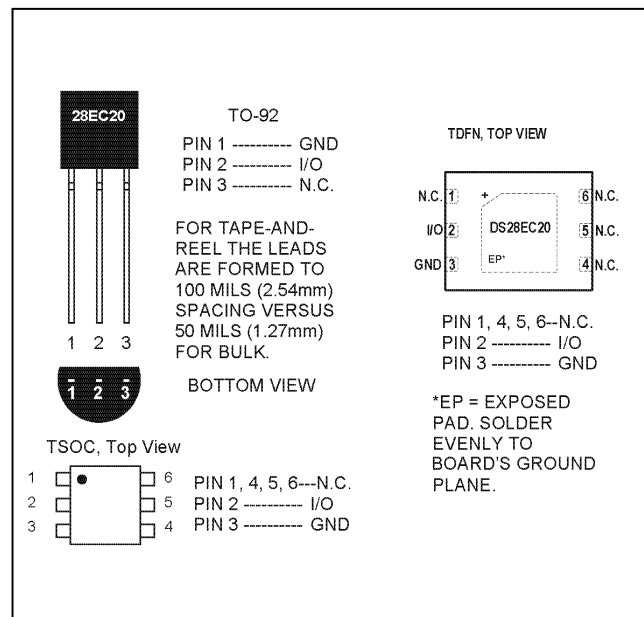 28EC20
TO-92
PIN 1 ---------- GND
PIN 2 ---------- I/O
PIN 3 ---------- N.C.
FOR TAPE-AND-
REEL THE LEADS
ARE FORMED TO
100 MILS (2.54mm)
SPACING VERSUS
50 MILS (1.27mm)
FOR BULK.
1 2 3
1 2 3
BOTTOM VIEW
TSOC, Top View
1 6
2 5
3 4
PIN 1, 4, 5, 6---N.C.
PIN 2 ---------- I/O
PIN 3 ---------- GND
TDFN, TOP VIEW
N.C. 1 + 6 N.C.
I/O 2 DS28EC20 5 N.C.
GND 3 EP* 4 N.C.
PIN 1, 4, 5, 6--N.C.
PIN 2 ---------- I/O
PIN 3 ---------- GND
*EP = EXPOSED
PAD. SOLDER
EVENLY TO
BOARD'S GROUND
PLANE.